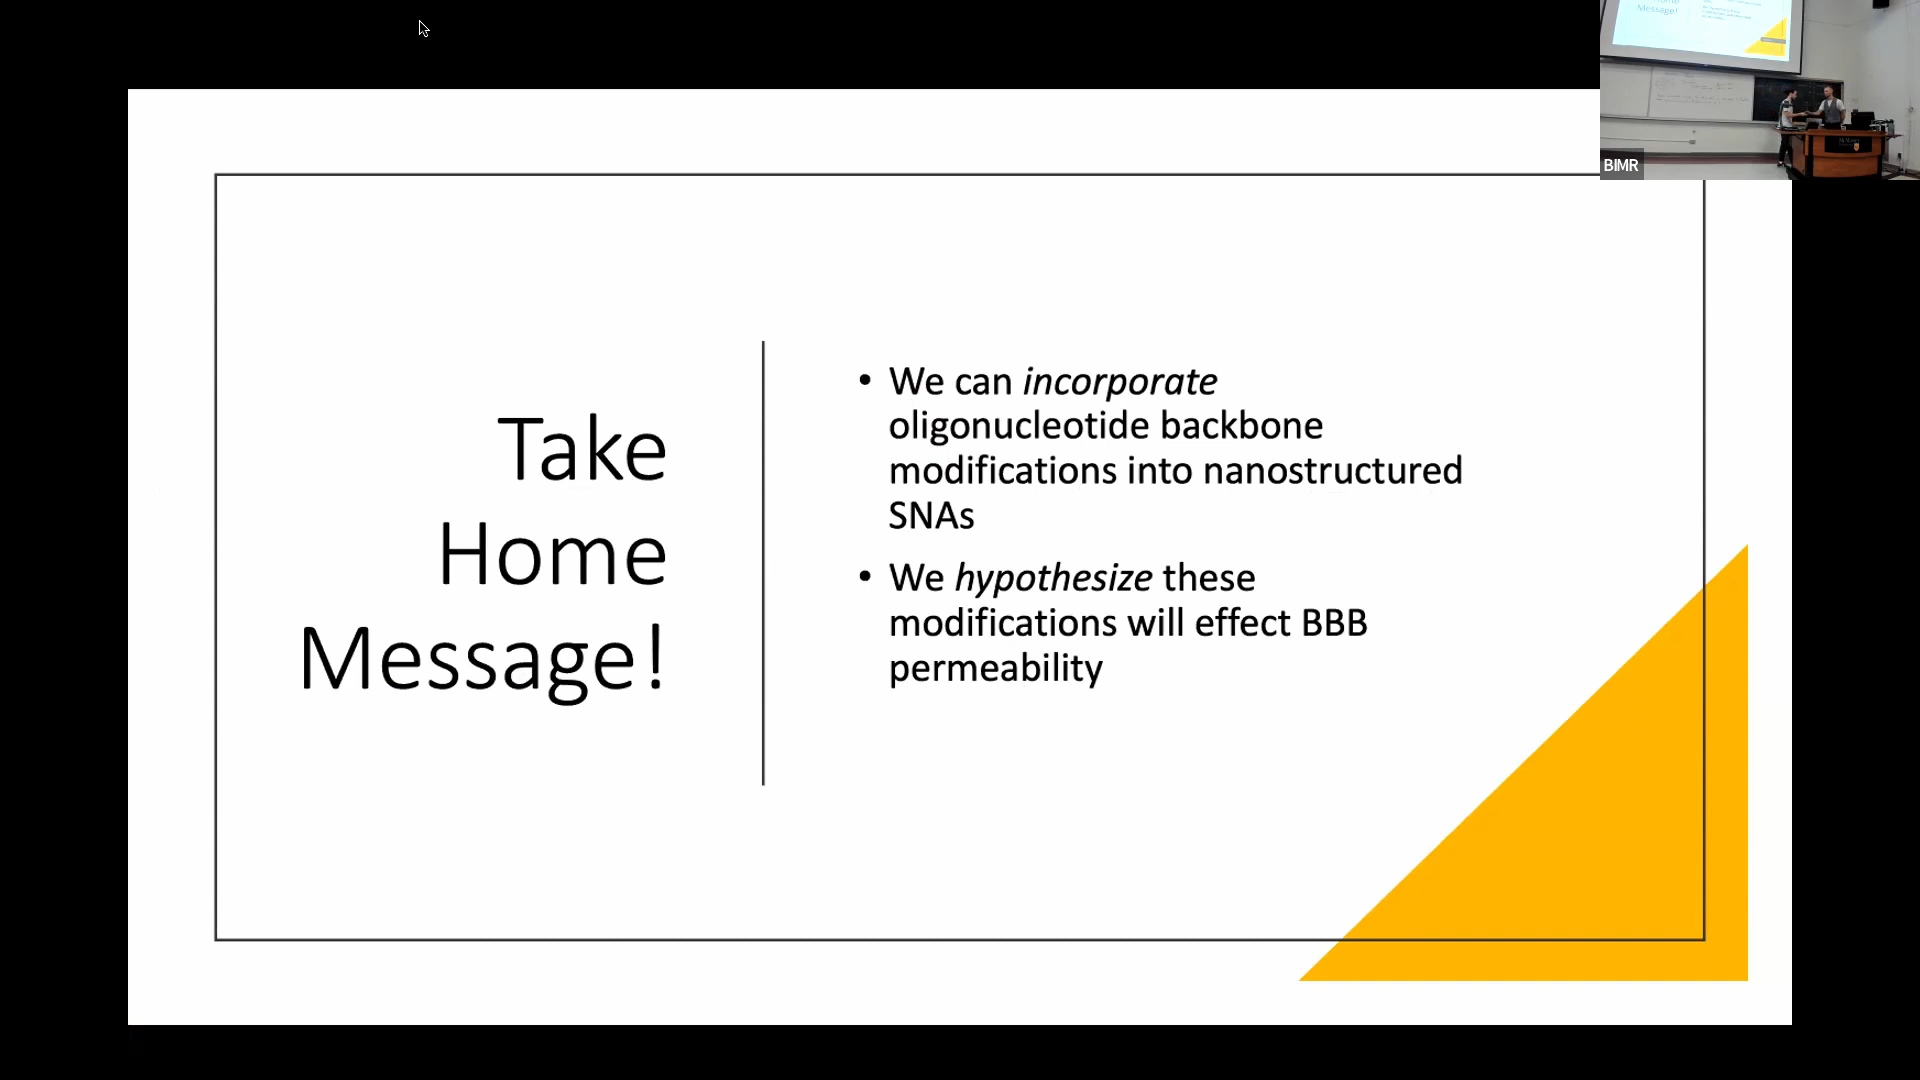 BIMR
Take
Home
Message!
• We can incorporate
oligonucleotide backbone
modifications into nanostructured
SNAs
• We hypothesize these
modifications will effect BBB
permeability